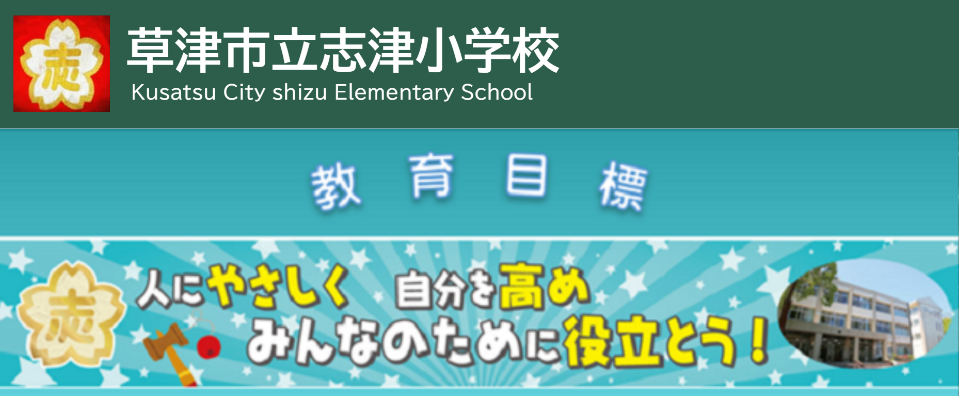 志
草津市立志津小学校
Kusatsu City shizu Elementary School
教育目標
志
人にやさしく 自分を高め
みんなのために役立とう！